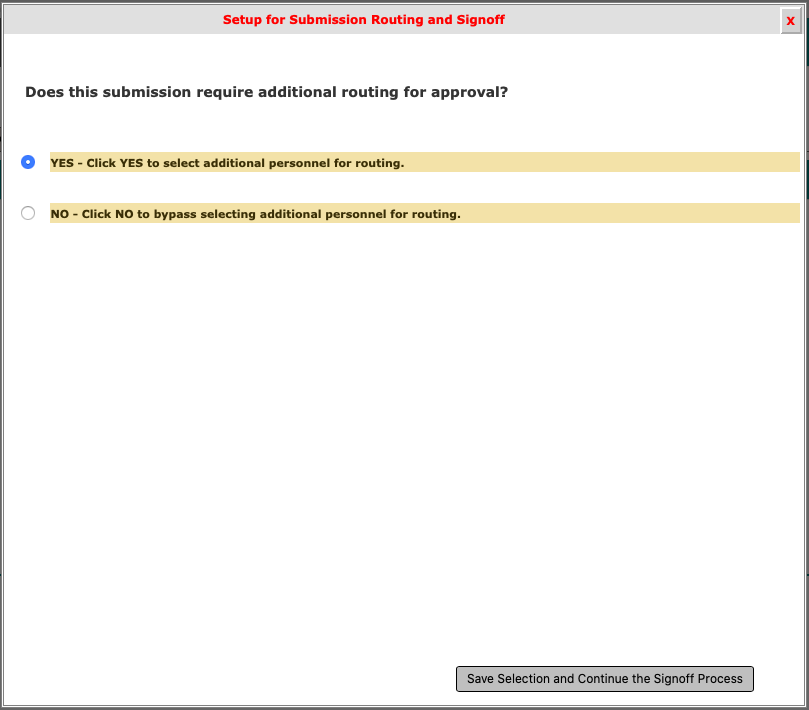 Setup for Submission Routing and Signoff
X
Does this submission require additional routing for approval?
YES - Click YES to select additional personnel for routing.
NO - Click NO to bypass selecting additional personnel for routing.
Save Selection and Continue the Signoff Process